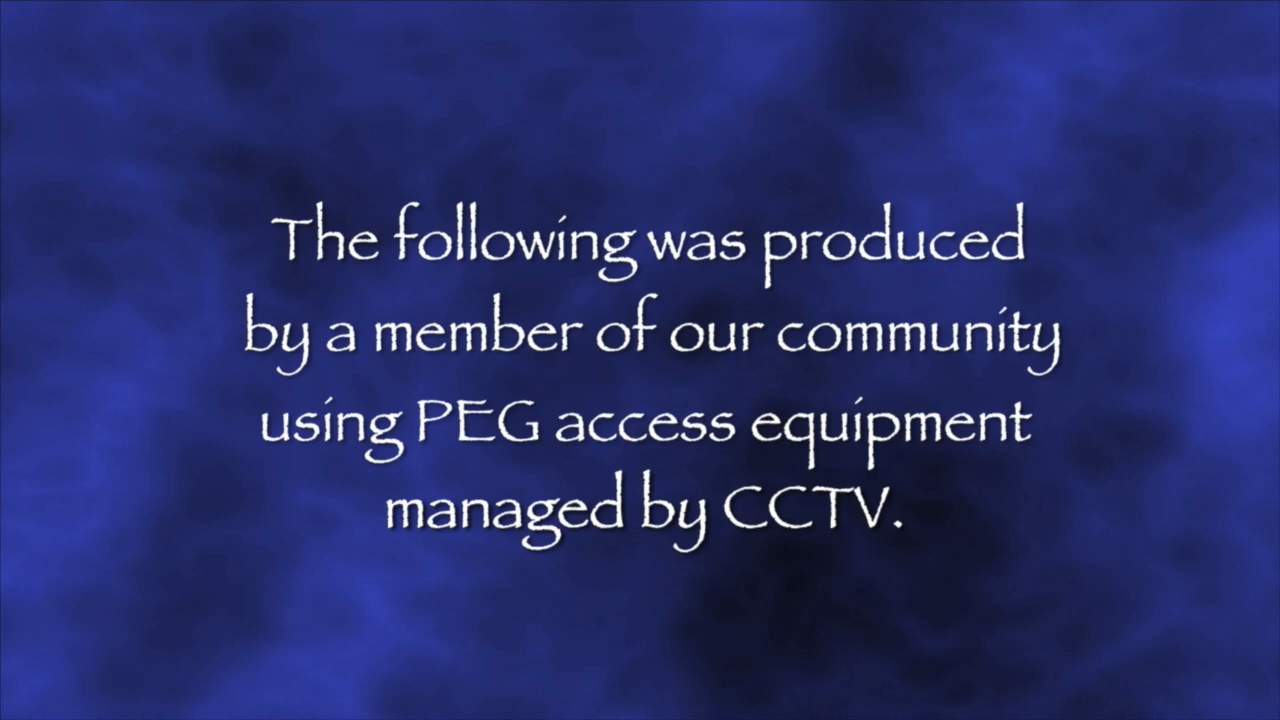 The following was produced
by a member of our community
using PEG access equipment
managed by CCTV.